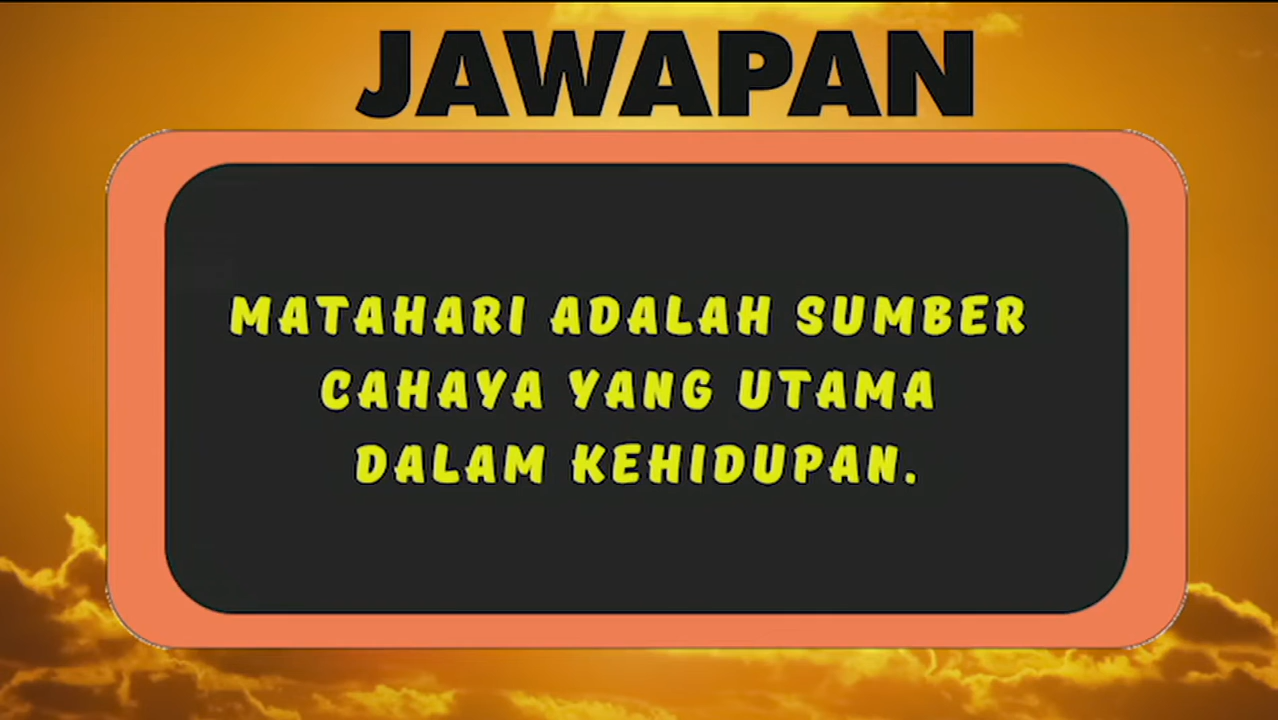 JAWAPAN
MATAHARI ADALAH SUMBER
CAHAYA YANG UTAMA
DALAM KEHIDUPAN.